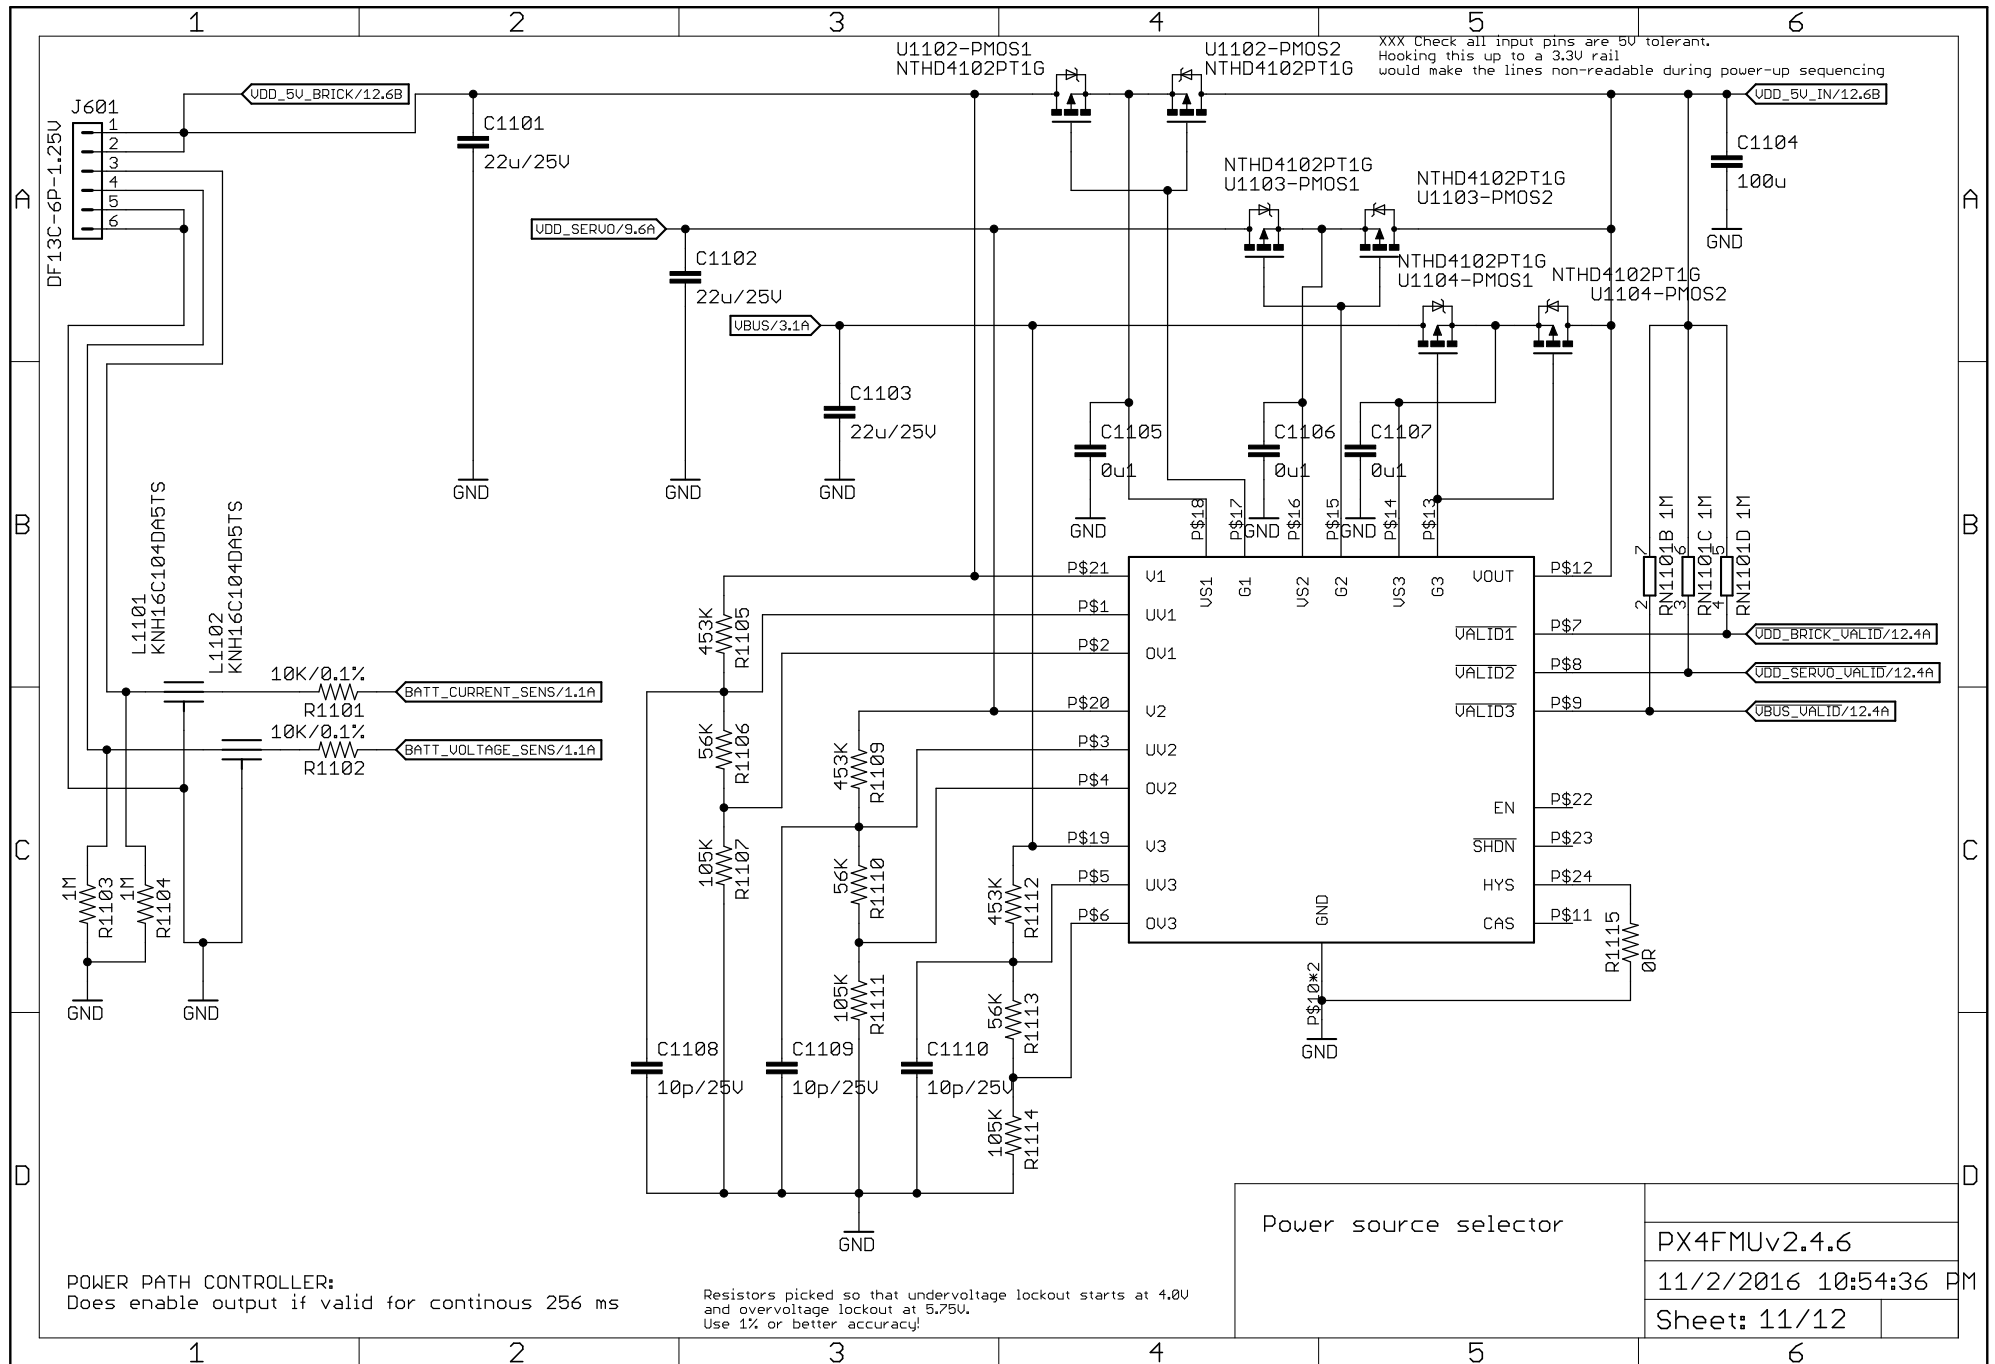 1 2 3 4 5 6
U1102-PMOS1
NTHD4102PT1G
U1102-PMOS2
NTHD4102PT1G
XXX Check all input pins are 5V tolerant.
Hooking this up to a 3.3V rail
would make the lines non-readable during power-up sequencing
J601
DF13C-6P-1.25V
1
2
3
4
5
6
VDD_5V_BRICK/12.6B
VDD_5V_IN/12.6B
C1101
22u/25V
C1104
100u
GND
A
A
NTHD4102PT1G
U1103-PMOS1
NTHD4102PT1G
U1103-PMOS2
VDD_SERVO/9.6A
C1102
22u/25V
NTHD4102PT1G
U1104-PMOS1
NTHD4102PT1G
U1104-PMOS2
VBUS/3.1A
C1103
22u/25V
C1105
0u1
C1106
0u1
C1107
0u1
GND
GND
GND
GND
GND
GND
B
B
P$18
P$17
P$16
P$15
P$14
P$13
L1101
KNH16C104DA5TS
L1102
KNH16C104DA5TS
7
2
RN1101B 1M
6
3
RN1101C 1M
5
4
RN1101D 1M
P$21
V1
VS1
G1
VS2
G2
VS3
G3
VOUT
P$12
P$1
UV1
P$2
OV1
VALID1
P$7
VDD_BRICK_VALID/12.4A
VALID2
P$8
VDD_SERVO_VALID/12.4A
P$20
V2
VALID3
P$9
VBUS_VALID/12.4A
P$3
UV2
P$4
OV2
EN
P$22
P$19
V3
SHDN
P$23
P$5
UV3
HYS
P$24
P$6
OV3
GND
CAS
P$11
453K
R1105
56K
R1106
105K
R1107
453K
R1109
56K
R1110
105K
R1111
453K
R1112
56K
R1113
105K
R1114
R1115
0R
10K/0.1%
R1101
BATT_CURRENT_SENS/1.1A
10K/0.1%
R1102
BATT_VOLTAGE_SENS/1.1A
C
C
1M
R1103
1M
R1104
GND
GND
P$10*2
GND
C1108
10p/25V
C1109
10p/25V
C1110
10p/25V
D
D
GND
Power source selector
PX4FMUv2.4.6
11/2/2016 10:54:36 PM
Sheet: 11/12
POWER PATH CONTROLLER:
Does enable output if valid for continous 256 ms
Resistors picked so that undervoltage lockout starts at 4.0V
and overvoltage lockout at 5.75V.
Use 1% or better accuracy!
1 2 3 4 5 6